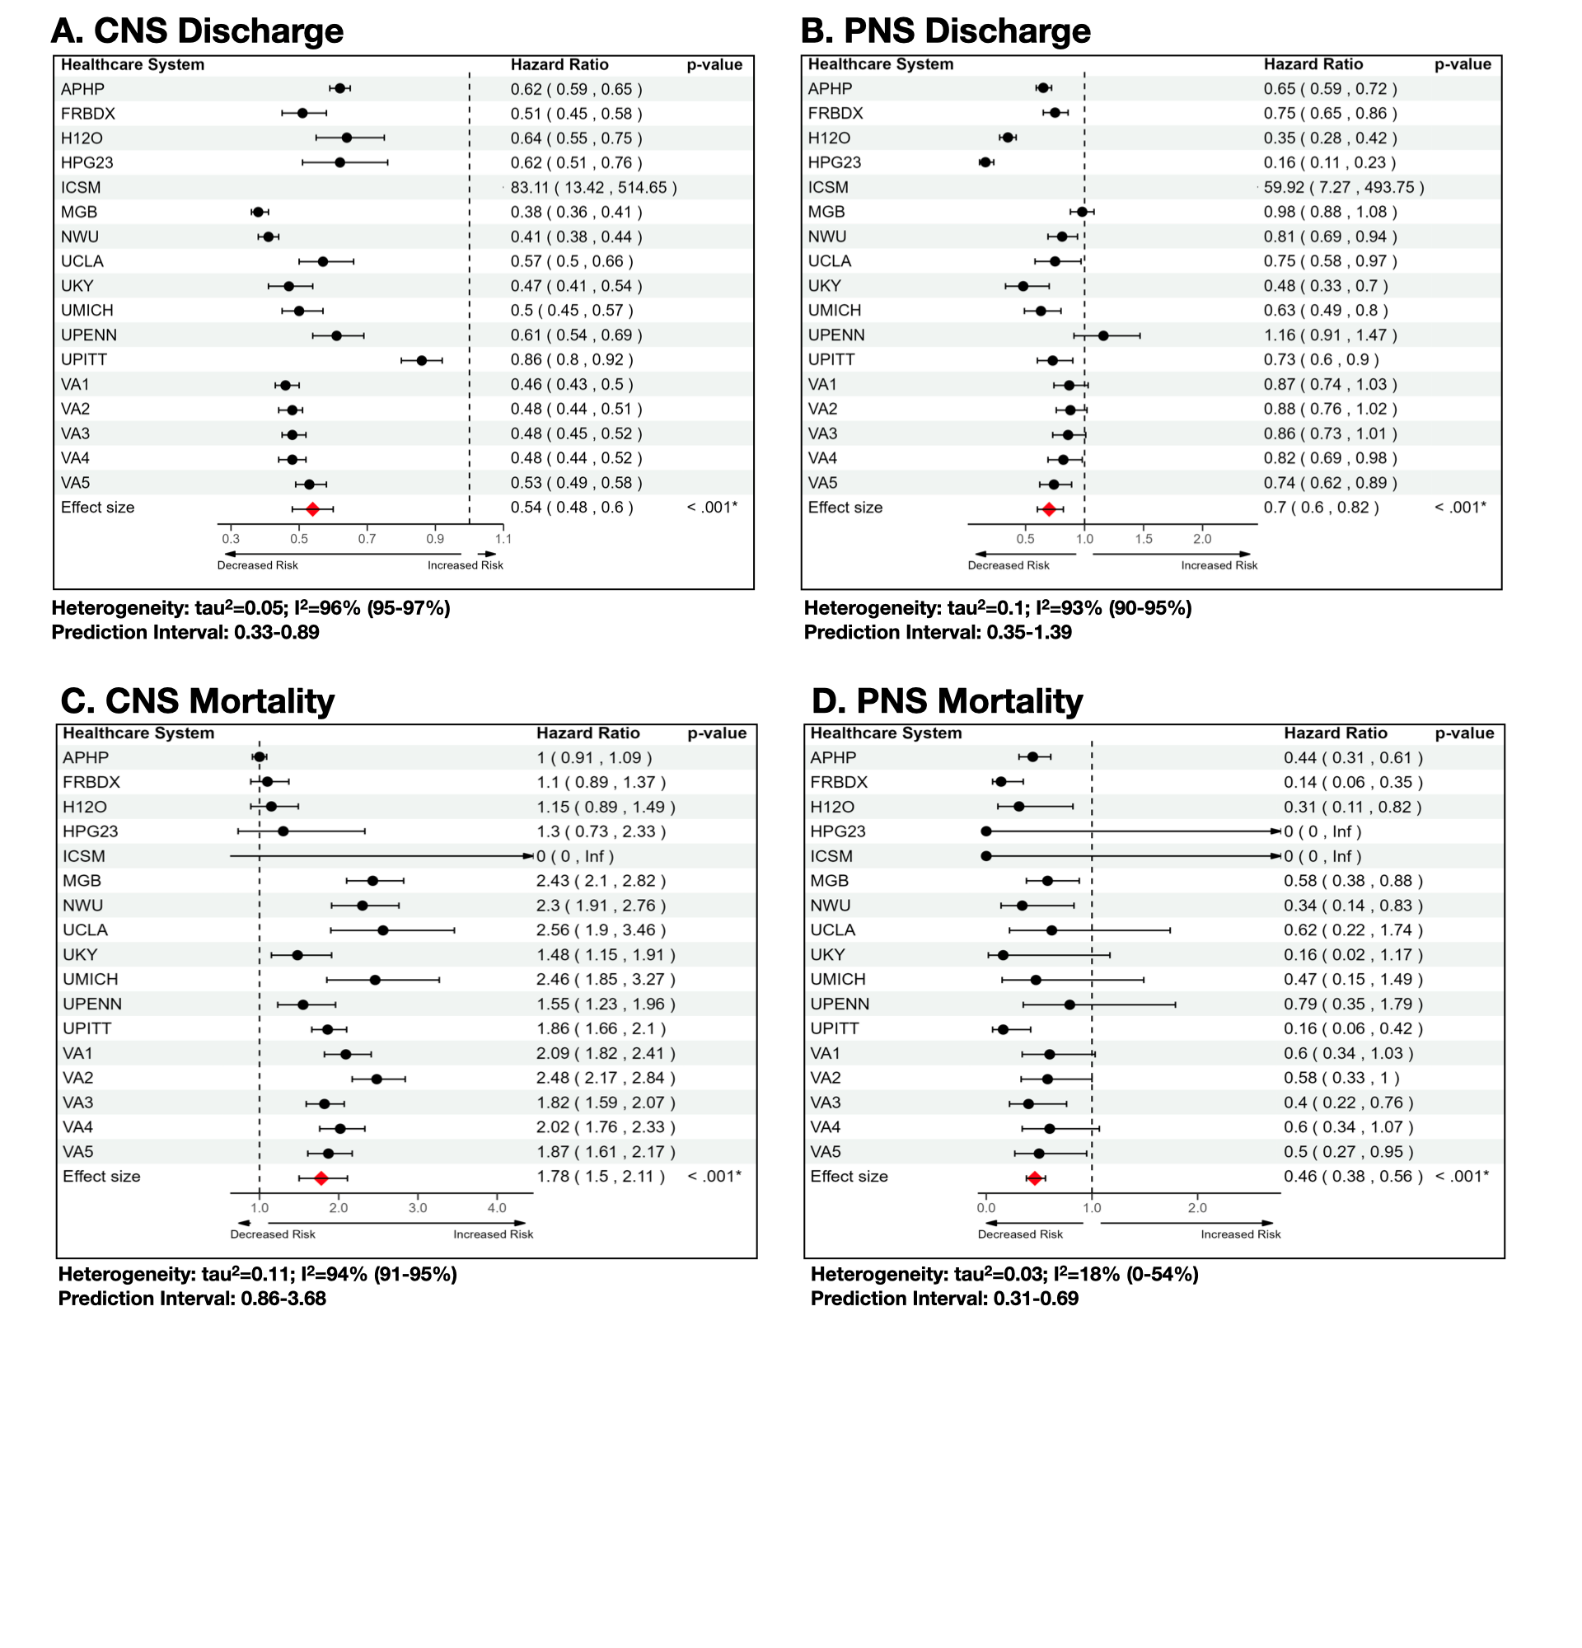 A. CNS Discharge
Healthcare System Hazard Ratio p-value
APHP 0.62 ( 0.59 , 0.65 )
FRBDX 0.51 ( 0.45 , 0.58 )
H12O 0.64 ( 0.55 , 0.75 )
HPG23 0.62 ( 0.51 , 0.76 )
ICSM 83.11 ( 13.42 , 514.65 )
MGB 0.38 ( 0.36 , 0.41 )
NWU 0.41 ( 0.38 , 0.44 )
UCLA 0.57 ( 0.5 , 0.66 )
UKY 0.47 ( 0.41 , 0.54 )
UMICH 0.5 ( 0.45 , 0.57 )
UPENN 0.61 ( 0.54 , 0.69 )
UPITT 0.86 ( 0.8 , 0.92 )
VA1 0.46 ( 0.43 , 0.5 )
VA2 0.48 ( 0.44 , 0.51 )
VA3 0.48 ( 0.45 , 0.52 )
VA4 0.48 ( 0.44 , 0.52 )
VA5 0.53 ( 0.49 , 0.58 )
Effect size 0.54 ( 0.48 , 0.6 ) < .001*
0.3 0.5 0.7 0.9 1.1
Decreased Risk Increased Risk
Heterogeneity: tau²=0.05; I²=96% (95-97%)
Prediction Interval: 0.33-0.89
B. PNS Discharge
Healthcare System Hazard Ratio p-value
APHP 0.65 ( 0.59 , 0.72 )
FRBDX 0.75 ( 0.65 , 0.86 )
H12O 0.35 ( 0.28 , 0.42 )
HPG23 0.16 ( 0.11 , 0.23 )
ICSM 59.92 ( 7.27 , 493.75 )
MGB 0.98 ( 0.88 , 1.08 )
NWU 0.81 ( 0.69 , 0.94 )
UCLA 0.75 ( 0.58 , 0.97 )
UKY 0.48 ( 0.33 , 0.7 )
UMICH 0.63 ( 0.49 , 0.8 )
UPENN 1.16 ( 0.91 , 1.47 )
UPITT 0.73 ( 0.6 , 0.9 )
VA1 0.87 ( 0.74 , 1.03 )
VA2 0.88 ( 0.76 , 1.02 )
VA3 0.86 ( 0.73 , 1.01 )
VA4 0.82 ( 0.69 , 0.98 )
VA5 0.74 ( 0.62 , 0.89 )
Effect size 0.7 ( 0.6 , 0.82 ) < .001*
0.5 1.0 1.5 2.0
Decreased Risk Increased Risk
Heterogeneity: tau²=0.1; I²=93% (90-95%)
Prediction Interval: 0.35-1.39
C. CNS Mortality
Healthcare System Hazard Ratio p-value
APHP 1 ( 0.91 , 1.09 )
FRBDX 1.1 ( 0.89 , 1.37 )
H12O 1.15 ( 0.89 , 1.49 )
HPG23 1.3 ( 0.73 , 2.33 )
ICSM 0 ( 0 , Inf )
MGB 2.43 ( 2.1 , 2.82 )
NWU 2.3 ( 1.91 , 2.76 )
UCLA 2.56 ( 1.9 , 3.46 )
UKY 1.48 ( 1.15 , 1.91 )
UMICH 2.46 ( 1.85 , 3.27 )
UPENN 1.55 ( 1.23 , 1.96 )
UPITT 1.86 ( 1.66 , 2.1 )
VA1 2.09 ( 1.82 , 2.41 )
VA2 2.48 ( 2.17 , 2.84 )
VA3 1.82 ( 1.59 , 2.07 )
VA4 2.02 ( 1.76 , 2.33 )
VA5 1.87 ( 1.61 , 2.17 )
Effect size 1.78 ( 1.5 , 2.11 ) < .001*
1.0 2.0 3.0 4.0
Decreased Risk Increased Risk
Heterogeneity: tau²=0.11; I²=94% (91-95%)
Prediction Interval: 0.86-3.68
D. PNS Mortality
Healthcare System Hazard Ratio p-value
APHP 0.44 ( 0.31 , 0.61 )
FRBDX 0.14 ( 0.06 , 0.35 )
H12O 0.31 ( 0.11 , 0.82 )
HPG23 0 ( 0 , Inf )
ICSM 0 ( 0 , Inf )
MGB 0.58 ( 0.38 , 0.88 )
NWU 0.34 ( 0.14 , 0.83 )
UCLA 0.62 ( 0.22 , 1.74 )
UKY 0.16 ( 0.02 , 1.17 )
UMICH 0.47 ( 0.15 , 1.49 )
UPENN 0.79 ( 0.35 , 1.79 )
UPITT 0.16 ( 0.06 , 0.42 )
VA1 0.6 ( 0.34 , 1.03 )
VA2 0.58 ( 0.33 , 1 )
VA3 0.4 ( 0.22 , 0.76 )
VA4 0.6 ( 0.34 , 1.07 )
VA5 0.5 ( 0.27 , 0.95 )
Effect size 0.46 ( 0.38 , 0.56 ) < .001*
0.0 1.0 2.0
Decreased Risk Increased Risk
Heterogeneity: tau²=0.03; I²=18% (0-54%)
Prediction Interval: 0.31-0.69